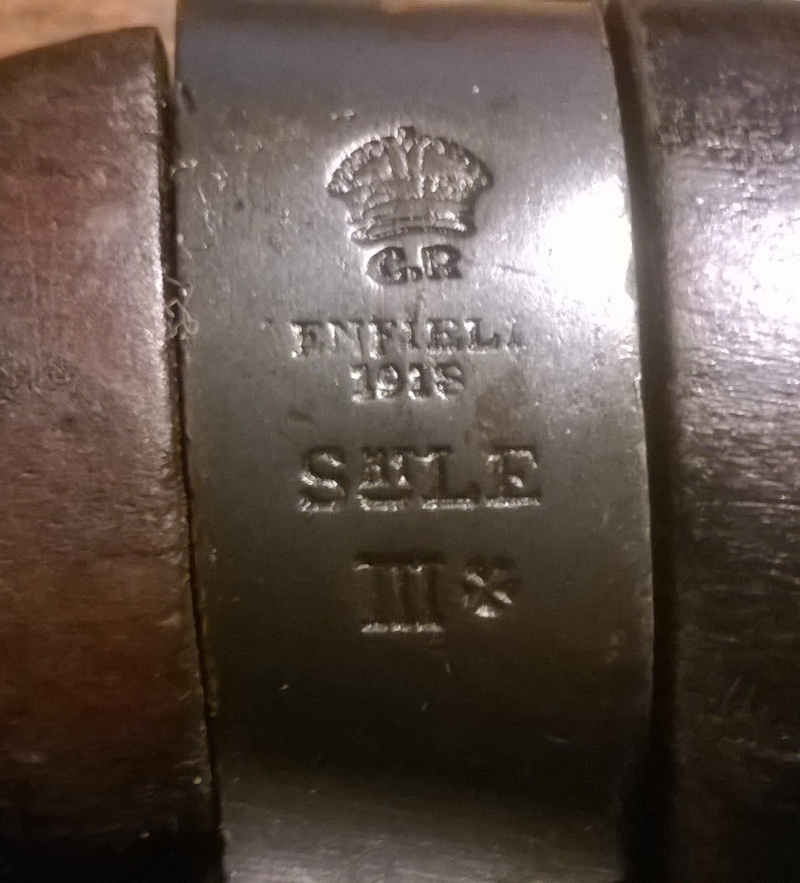 G.R
ENFIELD
1918
SHtLE
III*